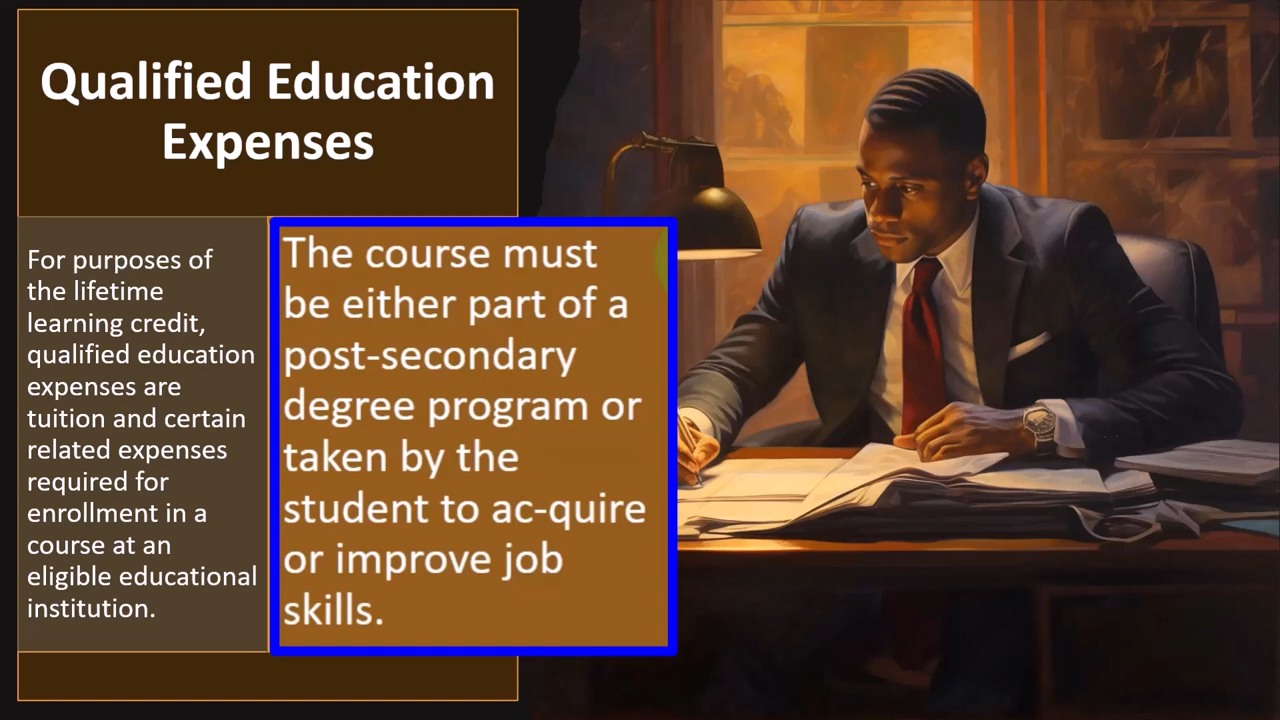 Qualified Education
Expenses
For purposes of
the lifetime
learning credit,
qualified education
expenses are
tuition and certain
related expenses
required for
enrollment in a
course at an
eligible educational
institution.
The course must
be either part of a
post-secondary
degree program or
taken by the
student to ac-quire
or improve job
skills.